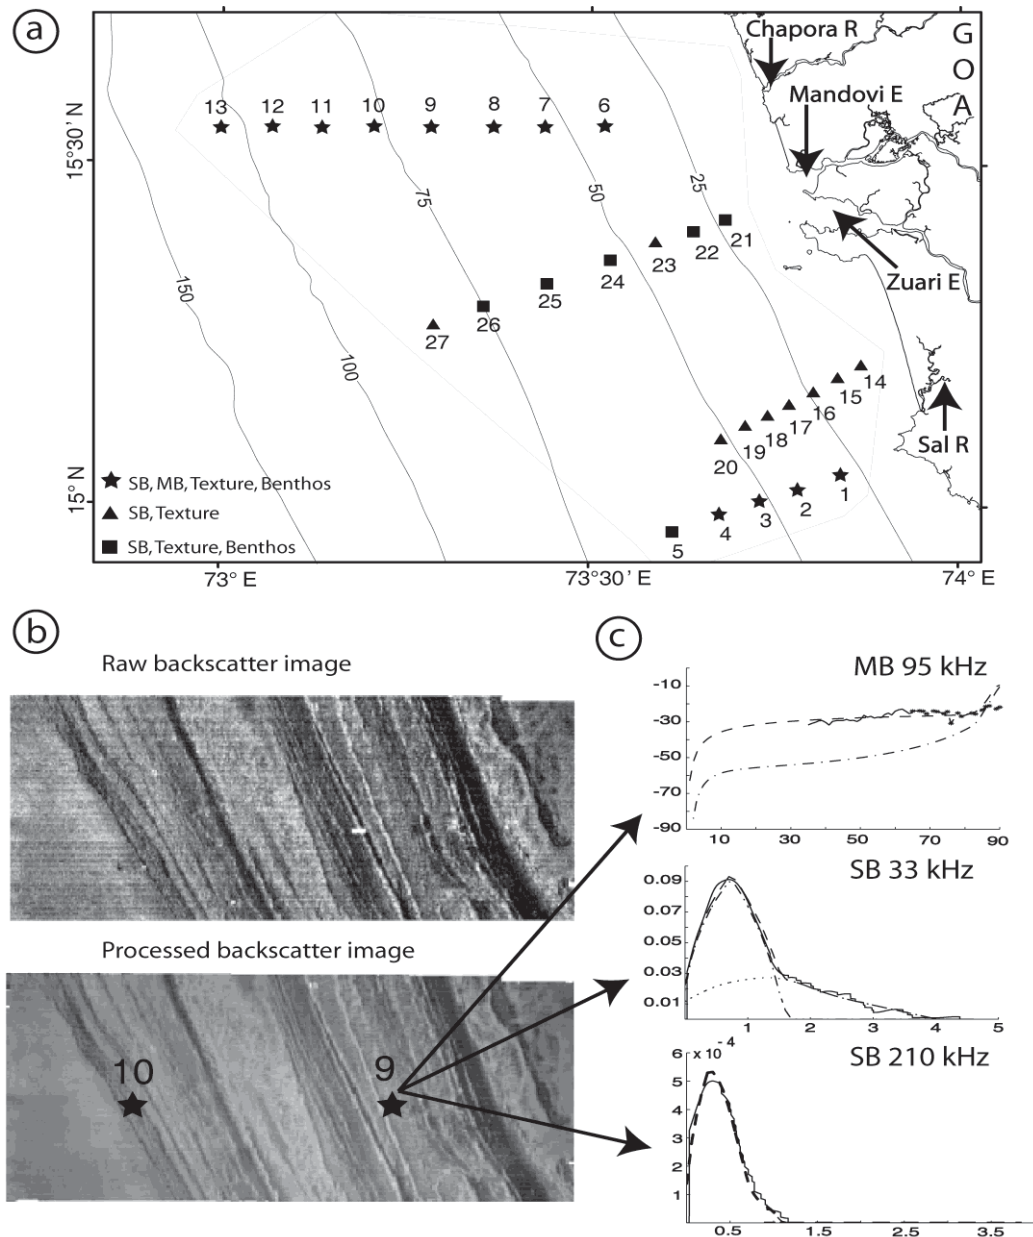 a
Chapora R
G
O
A
Mandovi E
13 12 11 10 9 8 7 6
15°30' N
75
50
25
21
22
23
24
Zuari E
25
150
26
27
100
14
15
16
17
18
19
20
Sal R
15° N
SB, MB, Texture, Benthos
1
2
3
4
SB, Texture
5
SB, Texture, Benthos
73° E
73°30' E
74° E
b
c
Raw backscatter image
MB 95 kHz
-10
-30
-50
-70
-90
10 30 50 70 90
SB 33 kHz
0.09
0.07
0.05
0.03
0.01
1 2 3 4 5
Processed backscatter image
10
9
SB 210 kHz
6 x 10⁻⁴
5
4
3
2
1
0.5 1.5 2.5 3.5